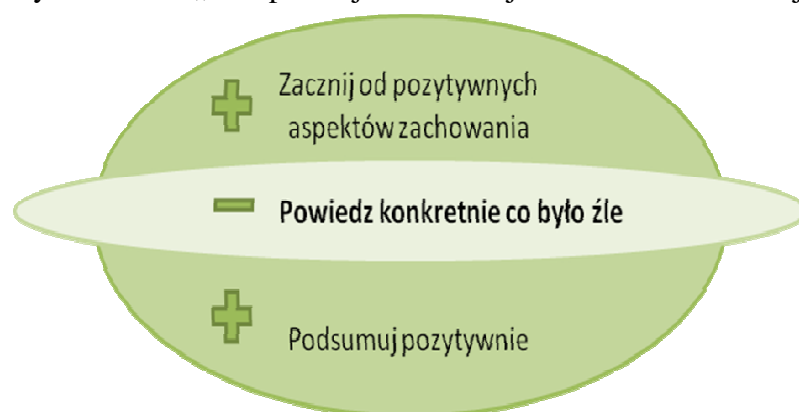 Zacznij od pozytywnych
aspektów zachowania
Powiedz konkretnie co było źle
Podsumuj pozytywnie